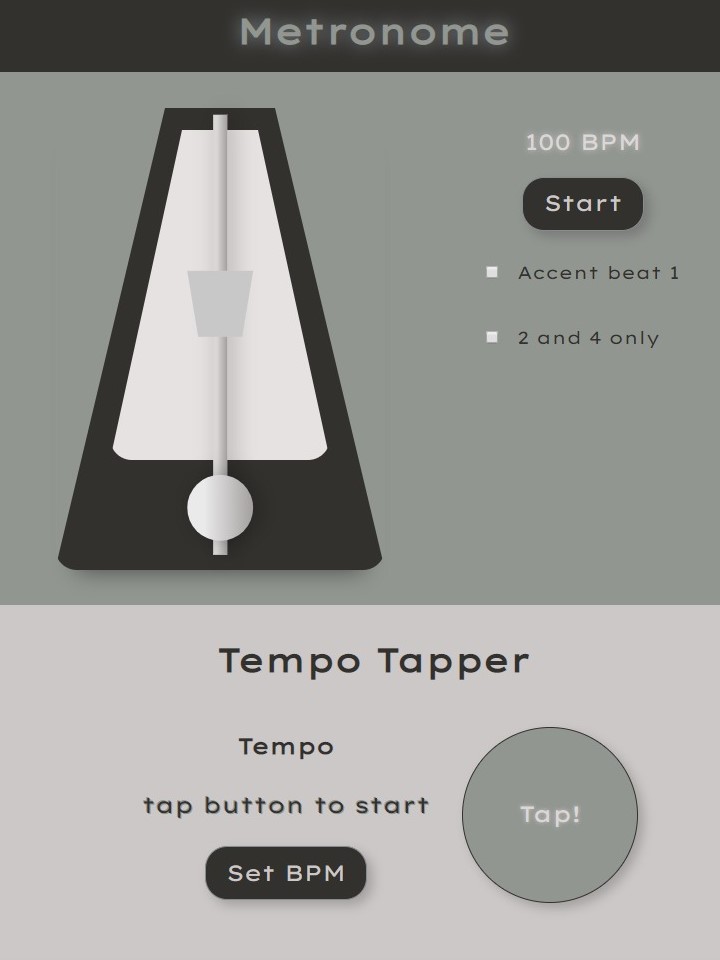 Metronome
100 BPM
Start
Accent beat 1
2 and 4 only
Tempo Tapper
Tempo
tap button to start
Set BPM
Tap!